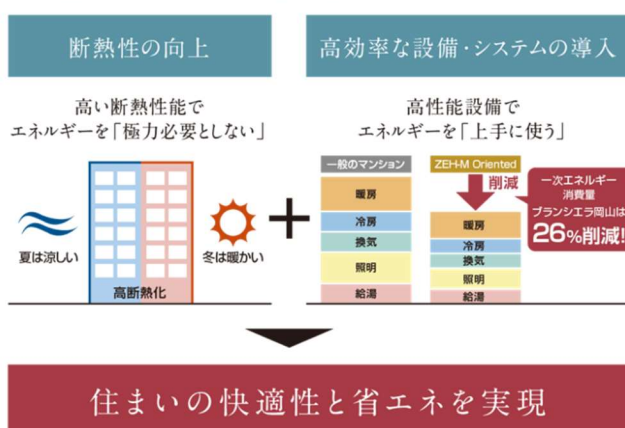 断熱性の向上
高い断熱性能で
エネルギーを「極力必要としない」
夏は涼しい
冬は暖かい
高断熱化
高効率な設備・システムの導入
高性能設備で
エネルギーを「上手に使う」
一般のマンション
暖房
冷房
換気
照明
給湯
ZEH-M Oriented
削減
暖房
冷房
換気
照明
給湯
一次エネルギー
消費量
ブランシエラ岡山は
26%削減!
住まいの快適性と省エネを実現